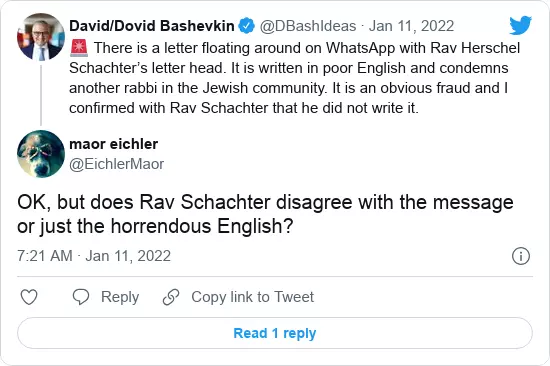 David/Dovid Bashevkin @DBashIdeas · Jan 11, 2022
🚨 There is a letter floating around on WhatsApp with Rav Herschel
Schachter’s letter head. It is written in poor English and condemns
another rabbi in the Jewish community. It is an obvious fraud and I
confirmed with Rav Schachter that he did not write it.
maor eichler
@EichlerMaor
OK, but does Rav Schachter disagree with the message
or just the horrendous English?
7:21 AM · Jan 11, 2022
Reply Copy link to Tweet
Read 1 reply